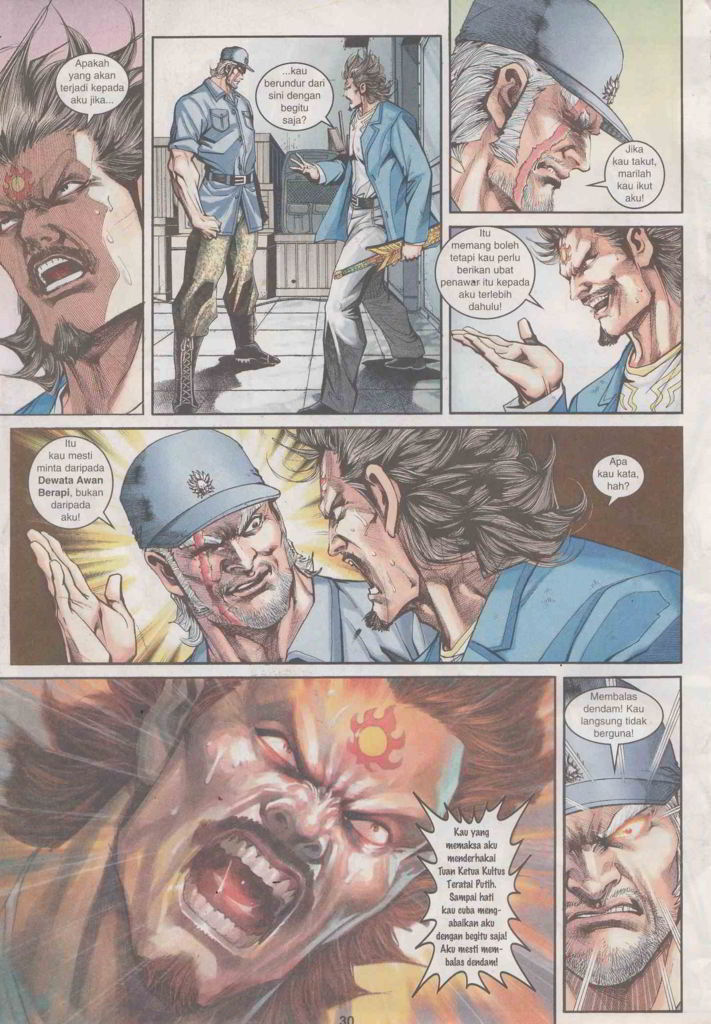 Apakah
yang akan
terjadi kepada
aku jika...
...kau
berundur dari
sini dengan
begitu
saja?
Jika
kau takut,
marilah
kau ikut
aku!
Itu
memang boleh
tetapi kau perlu
berikan ubat
penawar itu kepada
aku terlebih
dahulu!
Itu
kau mesti
minta daripada
Dewata Awan
Berapi, bukan
daripada
aku!
Apa
kau kata,
hah?
Kau yang
memaksa aku
menderhakai
Tuan Ketua Kultus
Teratai Putih.
Sampai hati
kau cuba meng-
abaikan aku
dengan begitu saja!
Aku mesti mem-
balas dendam!
Membalas
dendam! Kau
langsung tidak
berguna!
30